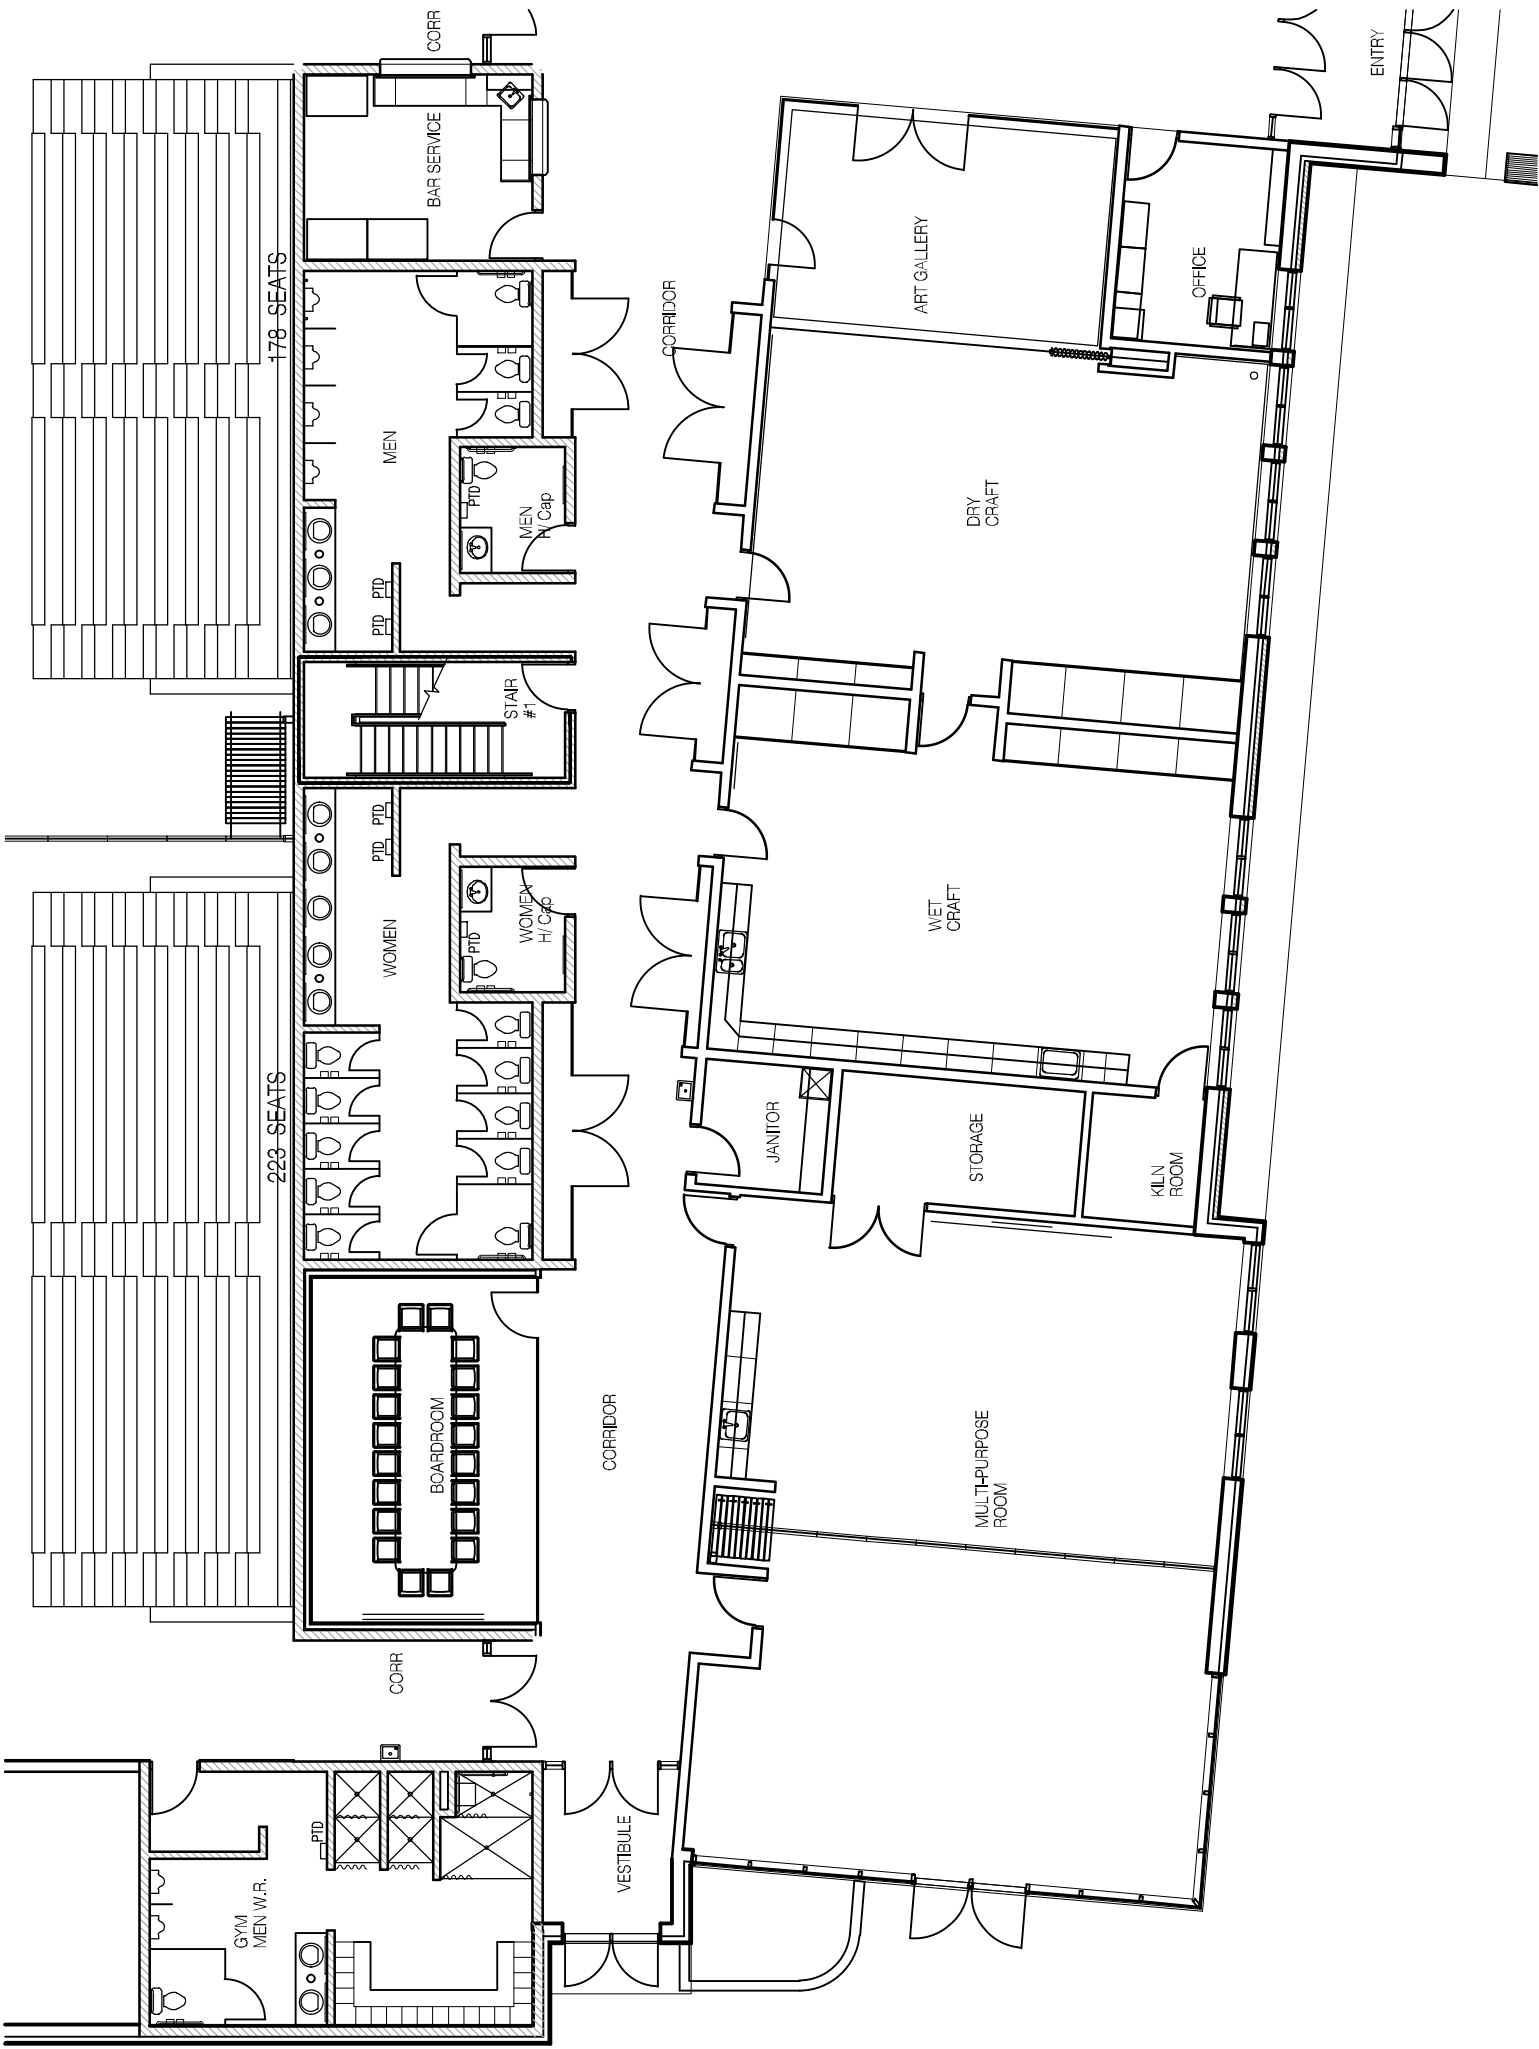 CORR
BAR SERVICE
178 SEATS
MEN
PTD
MEN
H/ Cap
PTD
PTD
STAIR
#1
CORRIDOR
ENTRY
ART GALLERY
OFFICE
DRY
CRAFT
PTD
PTD
WOMEN
PTD
WOMEN
H/ Cap
223 SEATS
WET
CRAFT
JANITOR
STORAGE
KILN
ROOM
BOARDROOM
CORRIDOR
MULTI-PURPOSE
ROOM
CORR
PTD
GYM
MEN W.R.
VESTIBULE